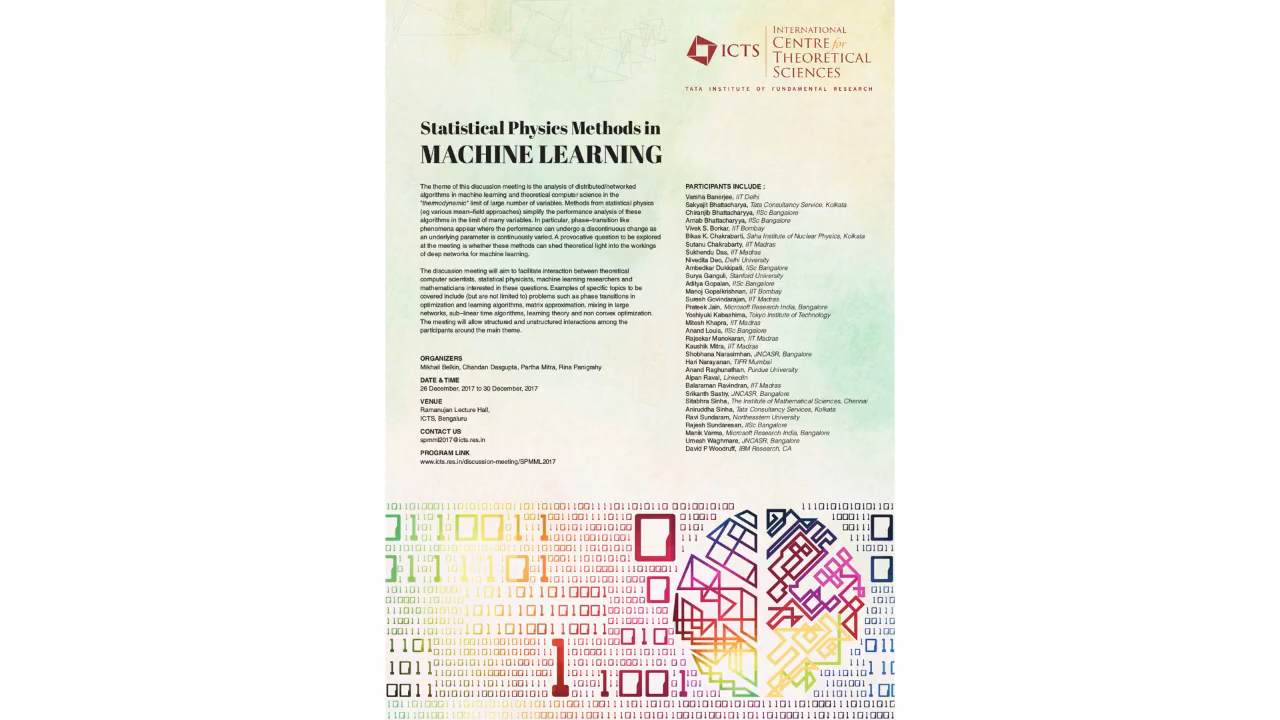 ICTS
INTERNATIONAL
CENTRE for
THEORETICAL
SCIENCES
TATA INSTITUTE OF FUNDAMENTAL RESEARCH
Statistical Physics Methods in
MACHINE LEARNING
The theme of this discussion meeting is the analysis of distributed/networked
algorithms in machine learning and theoretical computer science in the
"thermodynamic" limit of large number of variables. Methods from statistical physics
(eg various mean-field approaches) simplify the performance analysis of these
algorithms in the limit of many variables. In particular, phase-transition like
phenomena appear where the performance can undergo a discontinuous change as
an underlying parameter is continuously varied. A provocative question to be explored
at the meeting is whether these methods can shed theoretical light into the workings
of deep networks for machine learning.
The discussion meeting will aim to facilitate interaction between theoretical
computer scientists, statistical physicists, machine learning researchers and
mathematicians interested in these questions. Examples of specific topics to be
covered include (but are not limited to) problems such as phase transitions in
optimization and learning algorithms, matrix approximation, mixing in large
networks, sub-linear time algorithms, learning theory and non convex optimization.
The meeting will allow structured and unstructured interactions among the
participants around the main theme.
ORGANIZERS
Mikhail Belkin, Chandan Dasgupta, Partha Mitra, Rina Panigrahy
DATE & TIME
26 December, 2017 to 30 December, 2017
VENUE
Ramanujan Lecture Hall,
ICTS, Bengaluru
CONTACT US
spmml2017@icts.res.in
PROGRAM LINK
www.icts.res.in/discussion-meeting/SPMML2017
PARTICIPANTS INCLUDE :
Varsha Banerjee, IIT Delhi
Sakyajit Bhattacharya, Tata Consultancy Service, Kolkata
Chiranjib Bhattacharyya, IISc Bangalore
Arnab Bhattacharyya, IISc Bangalore
Vivek S. Borkar, IIT Bombay
Bikas K. Chakrabarti, Saha Institute of Nuclear Physics, Kolkata
Sutanu Chakrabarty, IIT Madras
Sukhendu Das, IIT Madras
Nivedita Deo, Delhi University
Ambedkar Dukkipati, IISc Bangalore
Surya Ganguli, Stanford University
Aditya Gopalan, IISc Bangalore
Manoj Gopalkrishnan, IIT Bombay
Suresh Govindarajan, IIT Madras
Prateek Jain, Microsoft Research India, Bangalore
Yoshiyuki Kabashima, Tokyo Institute of Technology
Mitesh Khapra, IIT Madras
Anand Louis, IISc Bangalore
Rajsekar Manokaran, IIT Madras
Kaushik Mitra, IIT Madras
Shobhana Narasimhan, JNCASR, Bangalore
Hari Narayanan, TIFR Mumbai
Anand Raghunathan, Purdue University
Alpan Raval, LinkedIn
Balaraman Ravindran, IIT Madras
Srikanth Sastry, JNCASR, Bangalore
Sitabhra Sinha, The Institute of Mathematical Sciences, Chennai
Aniruddha Sinha, Tata Consultancy Services, Kolkata
Ravi Sundaram, Northeastern University
Rajesh Sundaresan, IISc Bangalore
Manik Varma, Microsoft Research India, Bangalore
Umesh Waghmare, JNCASR, Bangalore
David P Woodruff, IBM Research, CA